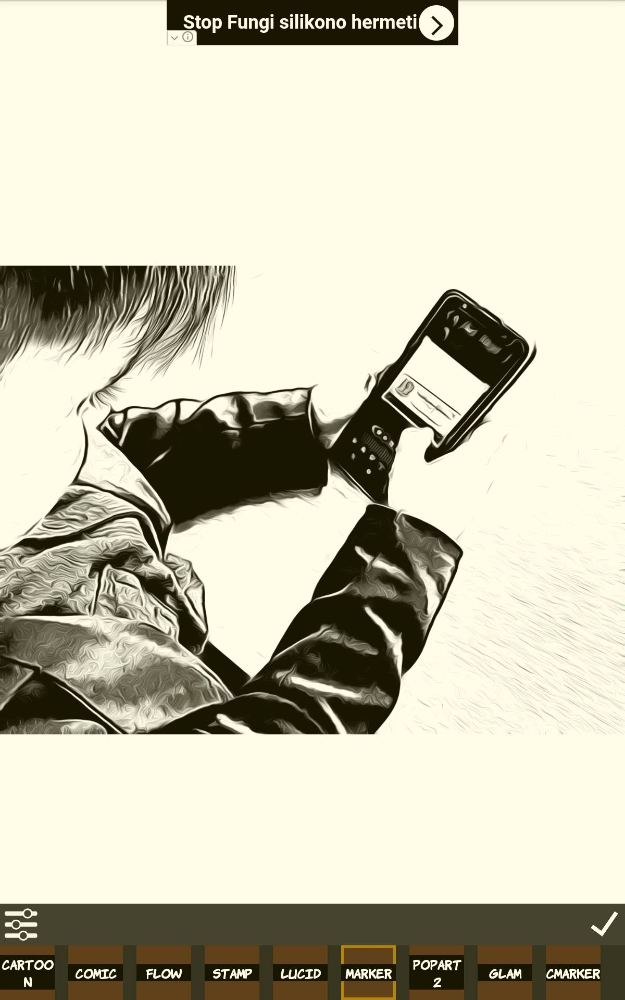 Stop Fungi silikono hermeti
CARTOO
N
COMIC
FLOW
STAMP
LUCID
MARKER
POPART
2
GLAM
CMARKER